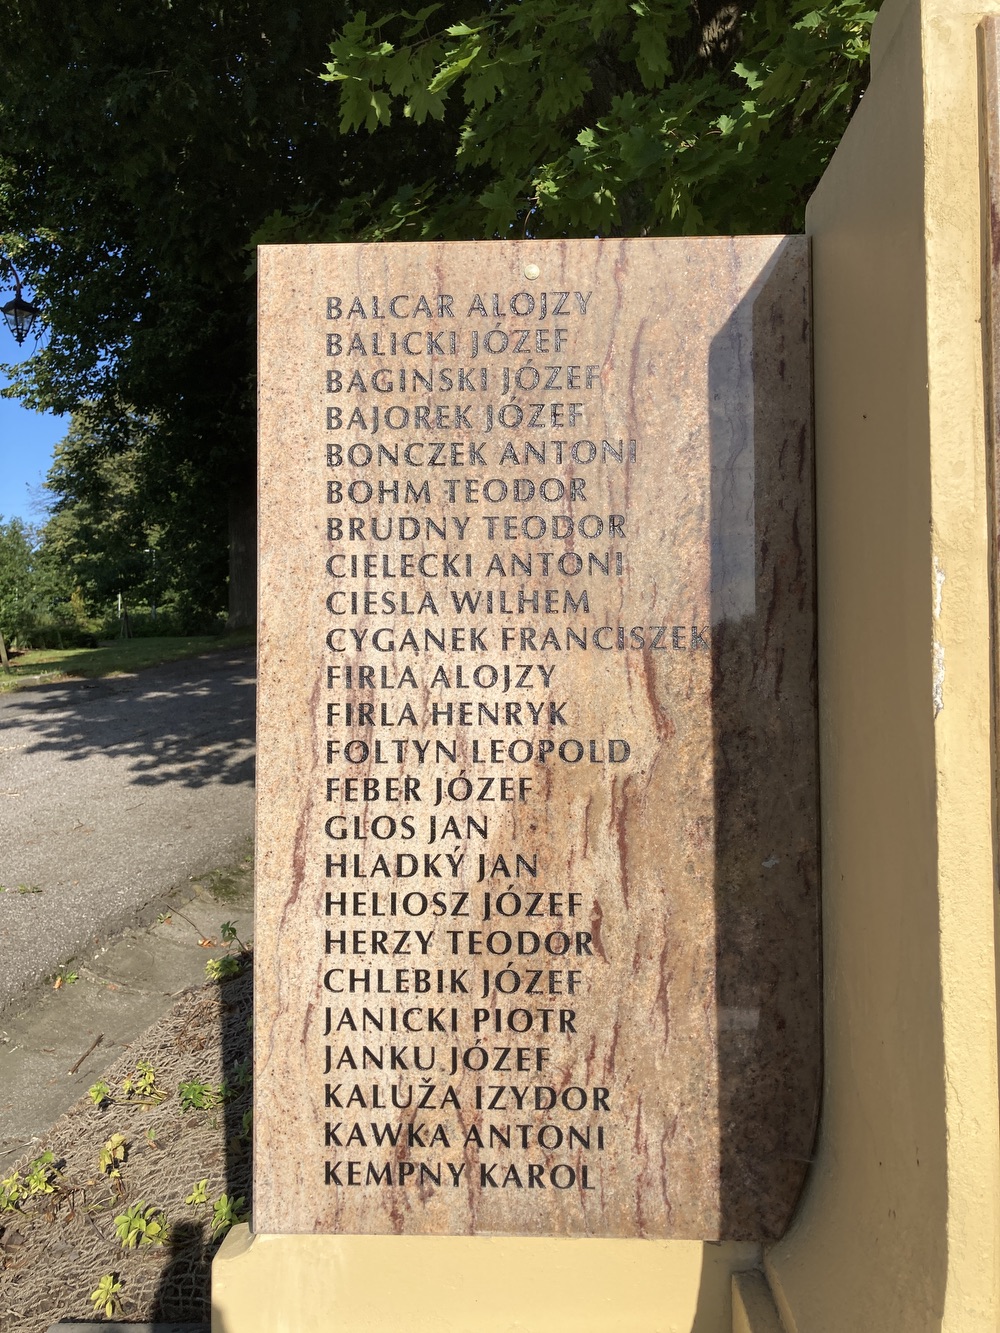 BALCAR ALOJZY
BALICKI JÓZEF
BAGINSKI JÓZEF
BAJOREK JÓZEF
BONCZEK ANTONI
BOHM TEODOR
BRUDNY TEODOR
CIELECKI ANTONI
CIESLA WILHEM
CYGANEK FRANCISZEK
FIRLA ALOJZY
FIRLA HENRYK
FOLTYN LEOPOLD
FEBER JÓZEF
GLOS JAN
HLADKÝ JAN
HELIOSZ JÓZEF
HERZY TEODOR
CHLEBIK JÓZEF
JANICKI PIOTR
JANKU JÓZEF
KALUŽA IZYDOR
KAWKA ANTONI
KEMPNY KAROL